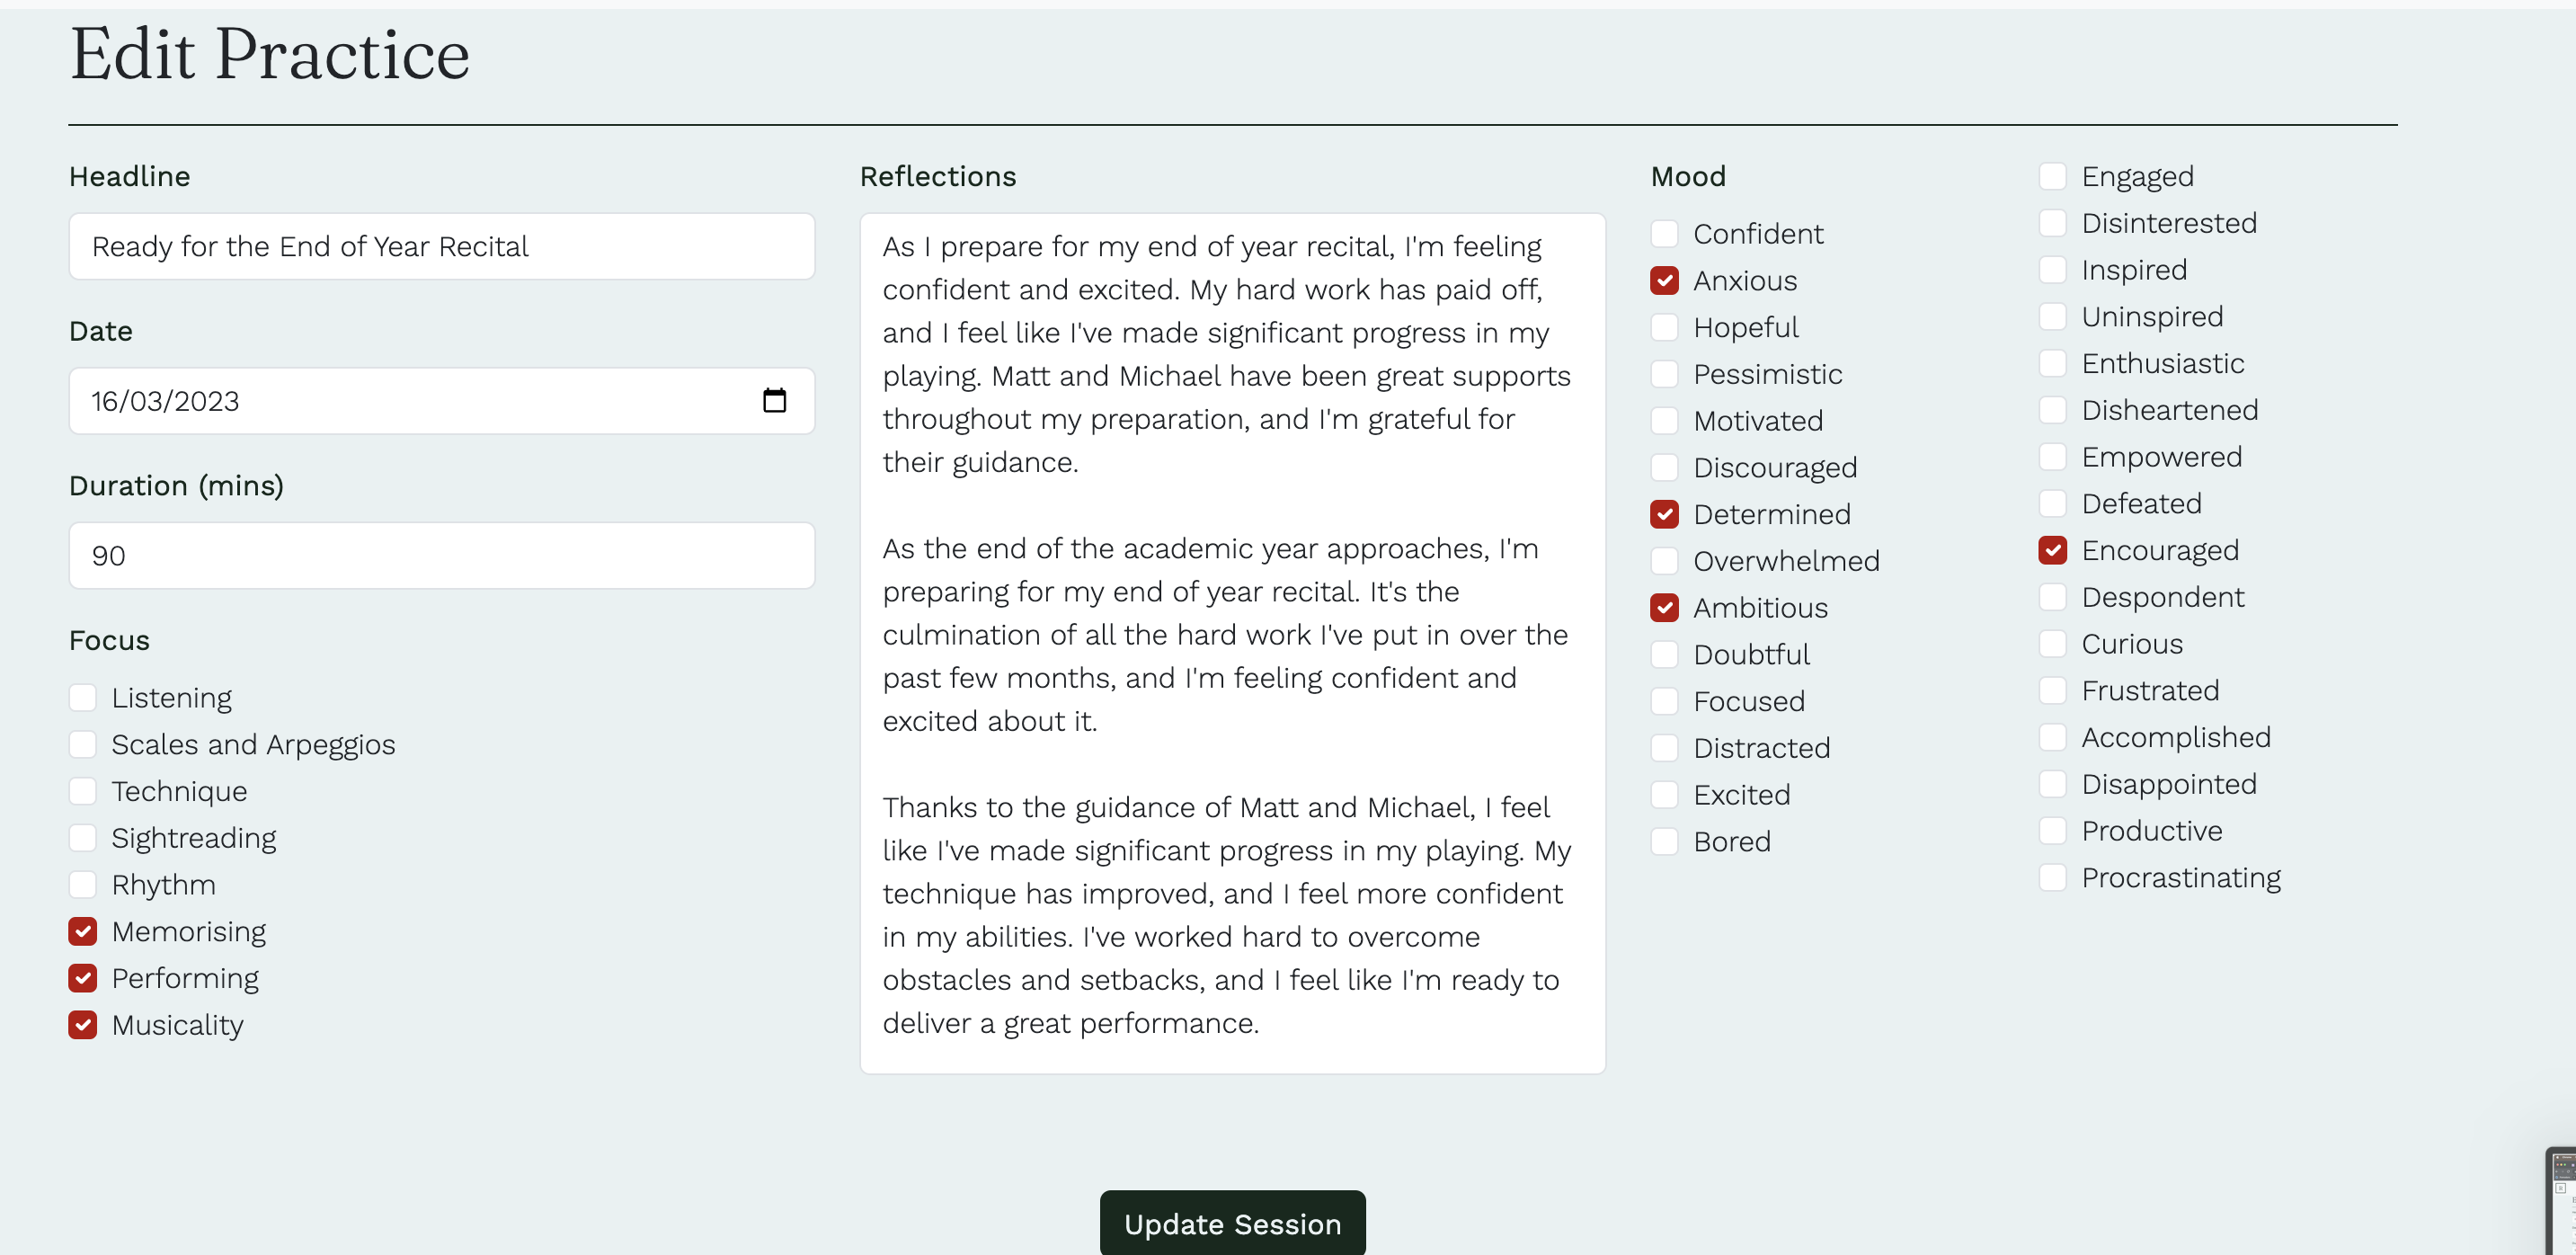 Edit Practice
Headline
Ready for the End of Year Recital
Date
16/03/2023
Duration (mins)
90
Focus
Listening
Scales and Arpeggios
Technique
Sightreading
Rhythm
Memorising
Performing
Musicality
Reflections
As I prepare for my end of year recital, I'm feeling
confident and excited. My hard work has paid off,
and I feel like I've made significant progress in my
playing. Matt and Michael have been great supports
throughout my preparation, and I'm grateful for
their guidance.
As the end of the academic year approaches, I'm
preparing for my end of year recital. It's the
culmination of all the hard work I've put in over the
past few months, and I'm feeling confident and
excited about it.
Thanks to the guidance of Matt and Michael, I feel
like I've made significant progress in my playing. My
technique has improved, and I feel more confident
in my abilities. I've worked hard to overcome
obstacles and setbacks, and I feel like I'm ready to
deliver a great performance.
Mood
Confident
Anxious
Hopeful
Pessimistic
Motivated
Discouraged
Determined
Overwhelmed
Ambitious
Doubtful
Focused
Distracted
Excited
Bored
Engaged
Disinterested
Inspired
Uninspired
Enthusiastic
Disheartened
Empowered
Defeated
Encouraged
Despondent
Curious
Frustrated
Accomplished
Disappointed
Productive
Procrastinating
Update Session